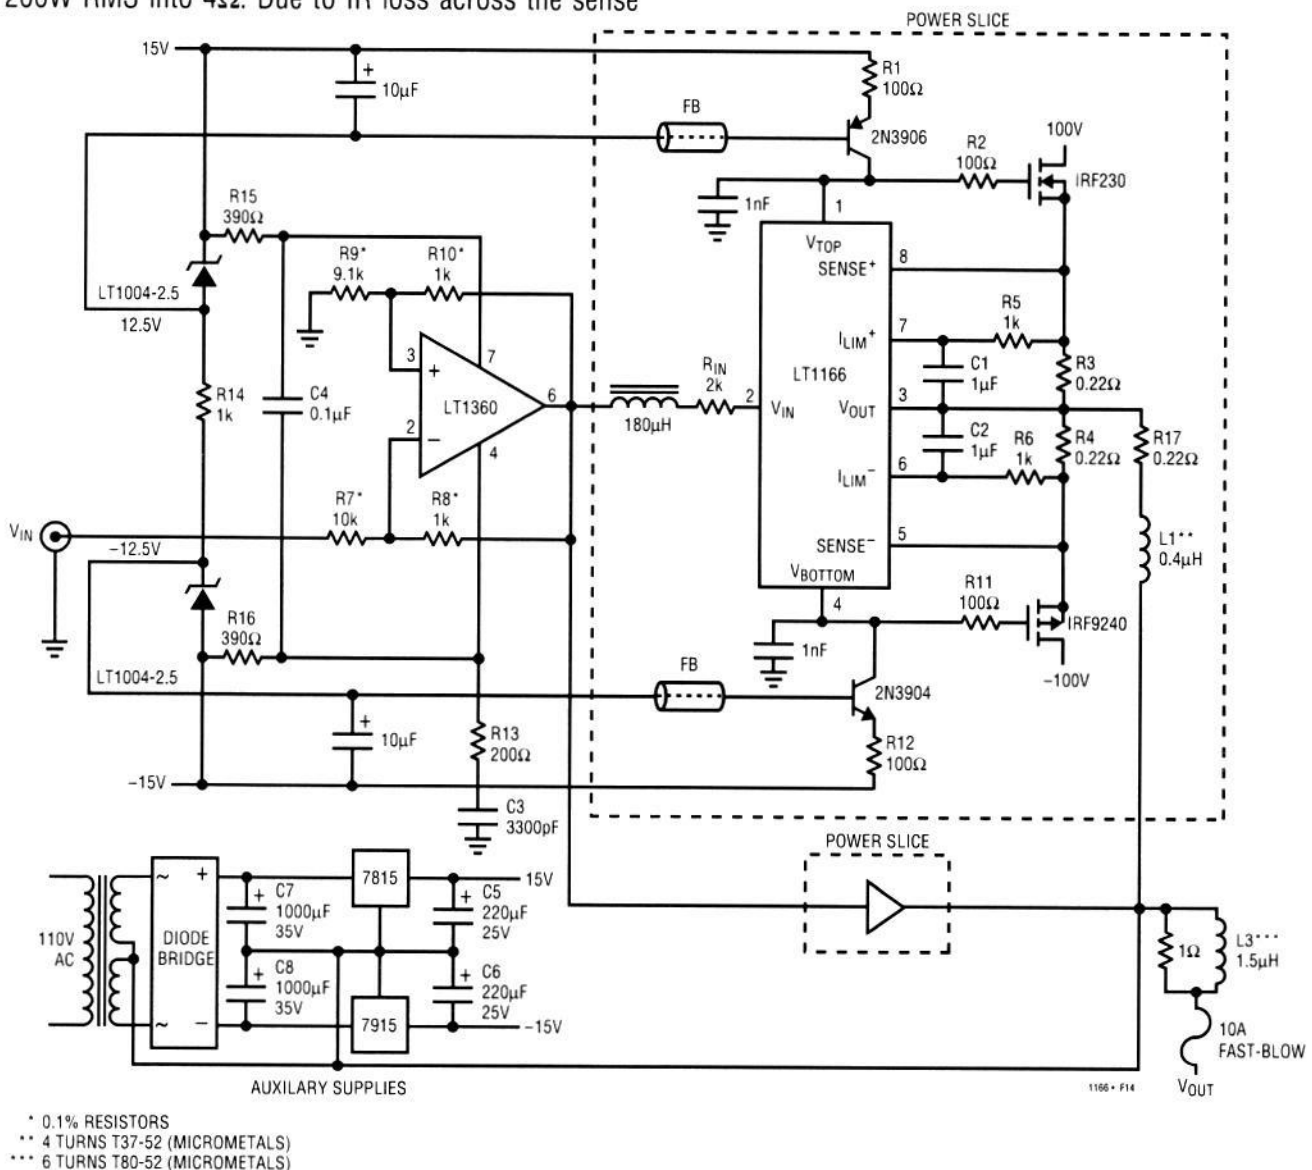 200W RMS into 4Ω. Due to IR loss across the sense
POWER SLICE
15V
+
10µF
R1
100Ω
FB
2N3906
100V
R2
100Ω
IRF230
1nF
1
R15
390Ω
R9*
9.1k
R10*
1k
VTOP
SENSE+
8
LT1004-2.5
12.5V
R5
1k
7
ILIM+
3
+
7
C1
1µF
R3
0.22Ω
R14
1k
C4
0.1µF
LT1360
6
RIN
2k
2
LT1166
VIN
VOUT
3
180µH
2
–
4
C2
1µF
R6
1k
R4
0.22Ω
R17
0.22Ω
ILIM–
6
R7*
10k
R8*
1k
VIN
–12.5V
SENSE–
5
L1**
0.4µH
VBOTTOM
4
R11
100Ω
IRF9240
R16
390Ω
1nF
–100V
LT1004-2.5
FB
2N3904
+
10µF
R13
200Ω
R12
100Ω
–15V
C3
3300pF
POWER SLICE
110V
AC
~
+
DIODE
BRIDGE
~
–
+
C7
1000µF
35V
7815
+
C5
220µF
25V
15V
+
C8
1000µF
35V
7915
+
C6
220µF
25V
–15V
1Ω
L3***
1.5µH
10A
FAST-BLOW
VOUT
AUXILARY SUPPLIES
1166 • F14
* 0.1% RESISTORS
** 4 TURNS T37-52 (MICROMETALS)
*** 6 TURNS T80-52 (MICROMETALS)